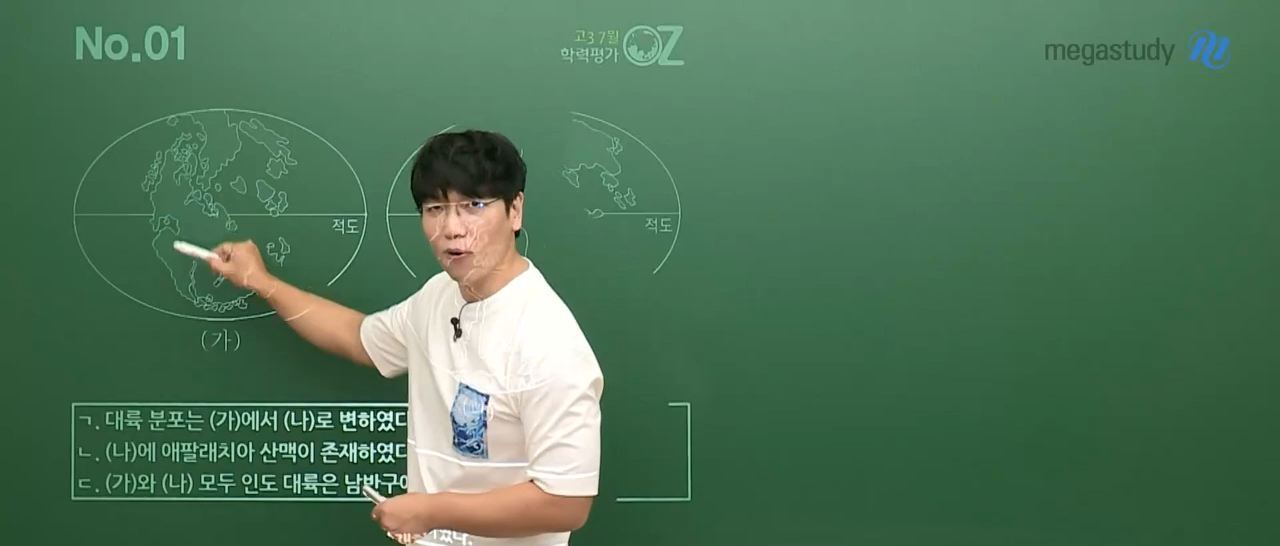 No.01
고3 7월
학력평가 OZ
megastudy
적도
적도
(가)
ㄱ. 대륙 분포는 (가)에서 (나)로 변하였다
ㄴ. (나)에 애팔래치아 산맥이 존재하였다
ㄷ. (가)와 (나) 모두 인도 대륙은 남반구에